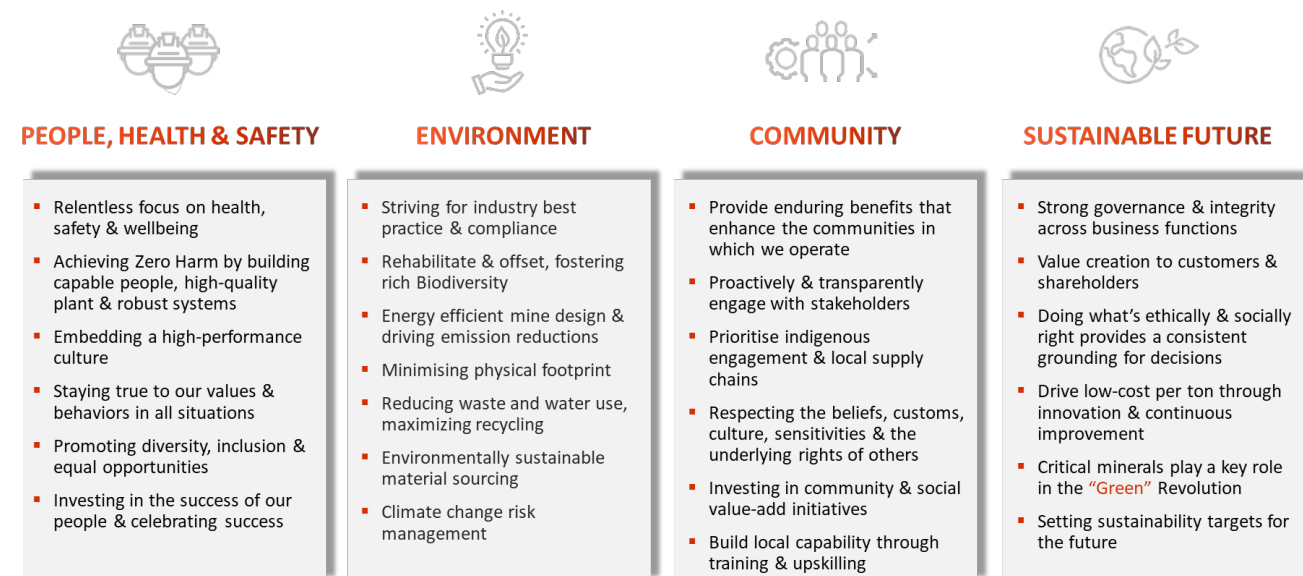 PEOPLE, HEALTH & SAFETY
▪ Relentless focus on health,
safety & wellbeing
▪ Achieving Zero Harm by building
capable people, high-quality
plant & robust systems
▪ Embedding a high-performance
culture
▪ Staying true to our values &
behaviors in all situations
▪ Promoting diversity, inclusion &
equal opportunities
▪ Investing in the success of our
people & celebrating success
ENVIRONMENT
▪ Striving for industry best
practice & compliance
▪ Rehabilitate & offset, fostering
rich Biodiversity
▪ Energy efficient mine design &
driving emission reductions
▪ Minimising physical footprint
▪ Reducing waste and water use,
maximizing recycling
▪ Environmentally sustainable
material sourcing
▪ Climate change risk
management
COMMUNITY
▪ Provide enduring benefits that
enhance the communities in
which we operate
▪ Proactively & transparently
engage with stakeholders
▪ Prioritise indigenous
engagement & local supply
chains
▪ Respecting the beliefs, customs,
culture, sensitivities & the
underlying rights of others
▪ Investing in community & social
value-add initiatives
▪ Build local capability through
training & upskilling
SUSTAINABLE FUTURE
▪ Strong governance & integrity
across business functions
▪ Value creation to customers &
shareholders
▪ Doing what’s ethically & socially
right provides a consistent
grounding for decisions
▪ Drive low-cost per ton through
innovation & continuous
improvement
▪ Critical minerals play a key role
in the “Green” Revolution
▪ Setting sustainability targets for
the future